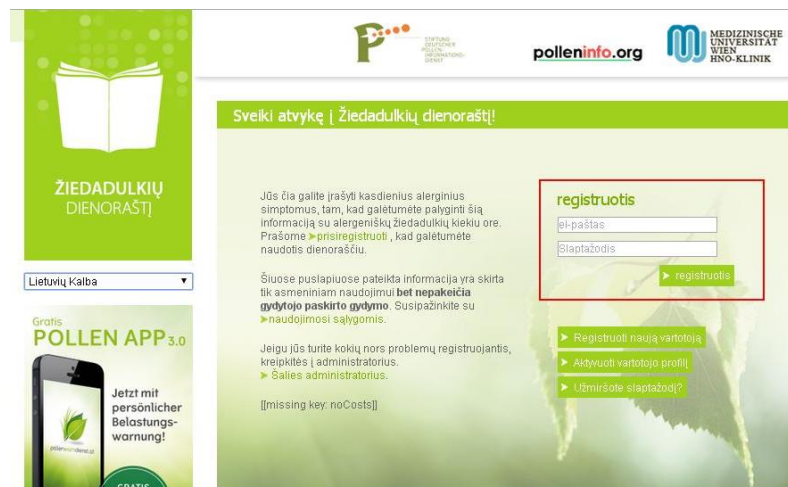 STIFTUNG
DEUTSCHER
POLLEN-
INFORMATIONS-
DIENST
polleninfo.org
MEDIZINISCHE
UNIVERSITÄT
WIEN
HNO-KLINIK
ŽIEDADULKIŲ
DIENORAŠTĮ
Lietuvių Kalba
Gratis
POLLEN APP 3.0
Jetzt mit
persönlicher
Belastungs-
warnung!
GRATIS
Sveiki atvykę į Žiedadulkių dienoraštį!
Jūs čia galite įrašyti kasdienius alerginius
simptomus, tam, kad galėtumėte palyginti šią
informaciją su alergeniškų žiedadulkių kiekiu ore.
Prašome ➤prisiregistruoti , kad galėtumėte
naudotis dienoraščiu.
Šiuose puslapiuose pateikta informacija yra skirta
tik asmeniniam naudojimui bet nepakeičia
gydytojo paskirto gydymo. Susipažinkite su
➤naudojimosi sąlygomis.
Jeigu jūs turite kokių nors problemų registruojantis,
kreipkitės į administratorius.
➤ Šalies administratorius.
[[missing key: noCosts]]
registruotis
el-paštas
Slaptažodis
➤ registruotis
➤ Registruoti naują vartotoją
➤ Aktyvuoti vartotojo profilį
➤ Užmiršote slaptažodį?